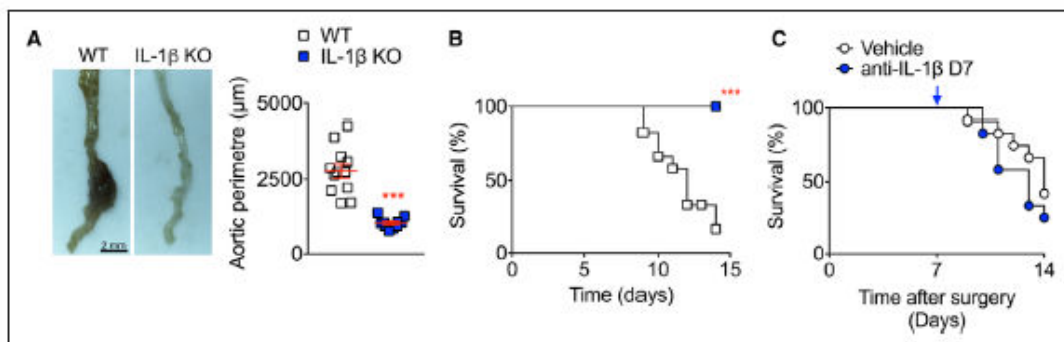 A
WT IL-1β KO
2 mm
WT
IL-1β KO
Aortic perimetre (µm)
5000
2500
0
***
B
Survival (%)
100
50
0
***
0 5 10 15
Time (days)
C
Vehicle
anti-IL-1β D7
Survival (%)
100
50
0
0 7 14
Time after surgery
(Days)